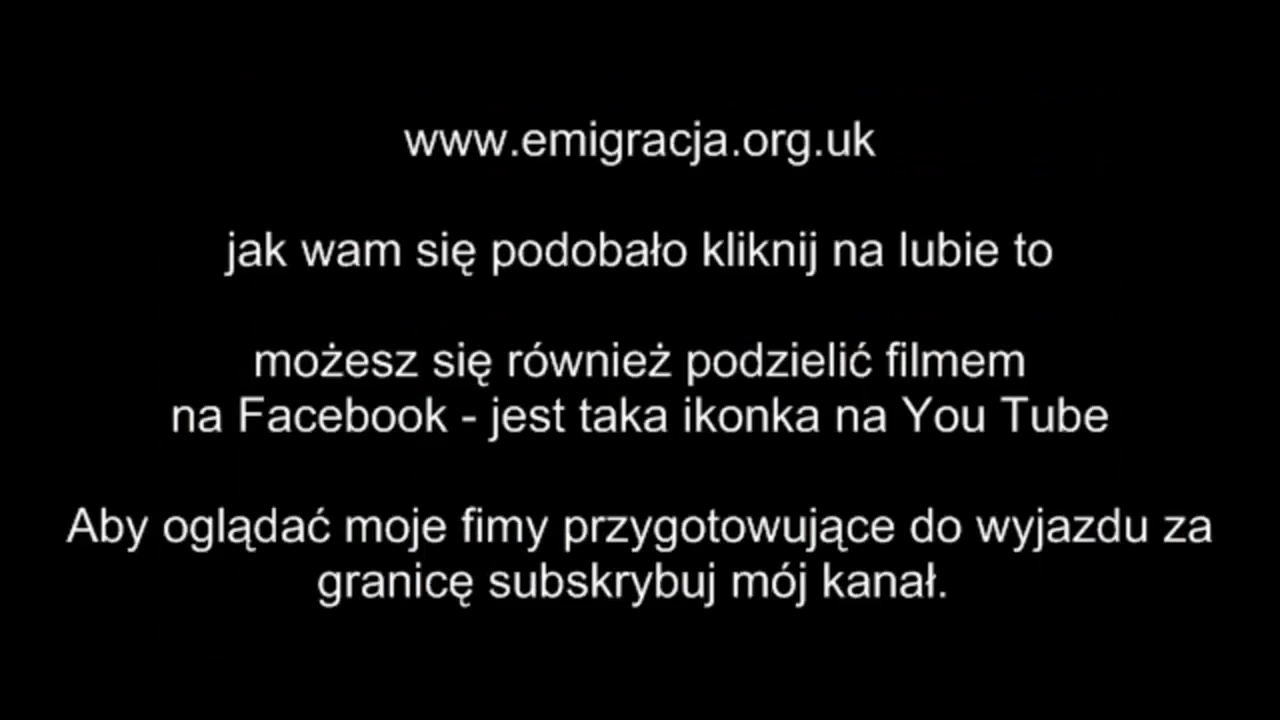 www.emigracja.org.uk
jak wam się podobało kliknij na lubie to
możesz się również podzielić filmem
na Facebook - jest taka ikonka na You Tube
Aby oglądać moje fimy przygotowujące do wyjazdu za
granicę subskrybuj mój kanał.